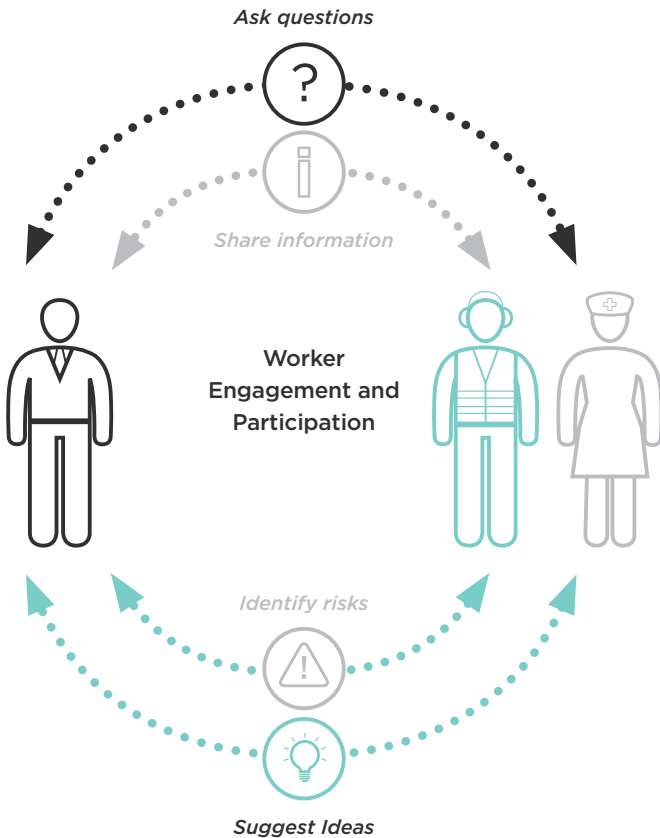 Ask questions
?
i
Share information
Worker
Engagement and
Participation
Identify risks
!
Suggest Ideas